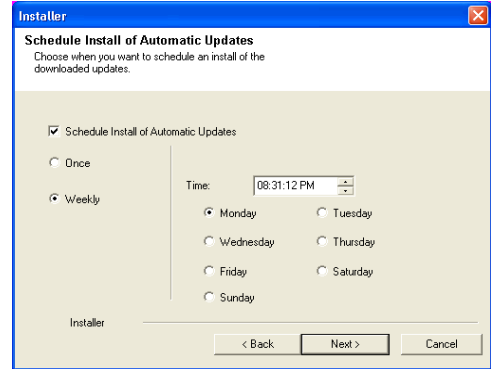 Installer
Schedule Install of Automatic Updates
Choose when you want to schedule an install of the
downloaded updates.
Schedule Install of Automatic Updates
Once
Weekly
Time: 08:31:12 PM
Monday Tuesday
Wednesday Thursday
Friday Saturday
Sunday
Installer
< Back Next > Cancel